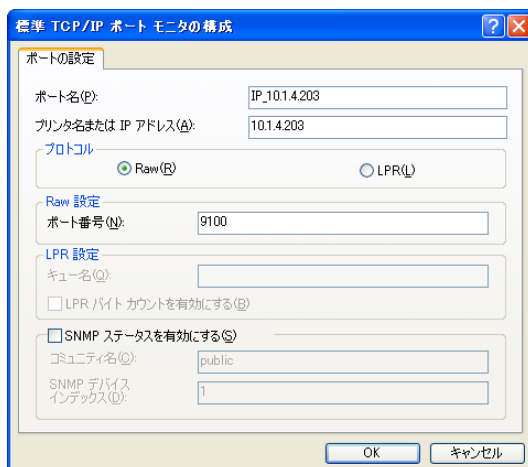 標準 TCP/IP ポート モニタの構成
ポートの設定
ポート名(P): IP_10.1.4.203
プリンタ名または IP アドレス(A): 10.1.4.203
プロトコル
Raw(R) LPR(L)
Raw 設定
ポート番号(N): 9100
LPR 設定
キュー名(Q):
LPR バイト カウントを有効にする(B)
SNMP ステータスを有効にする(S)
コミュニティ名(C): public
SNMP デバイス
インデックス(D): 1
OK キャンセル